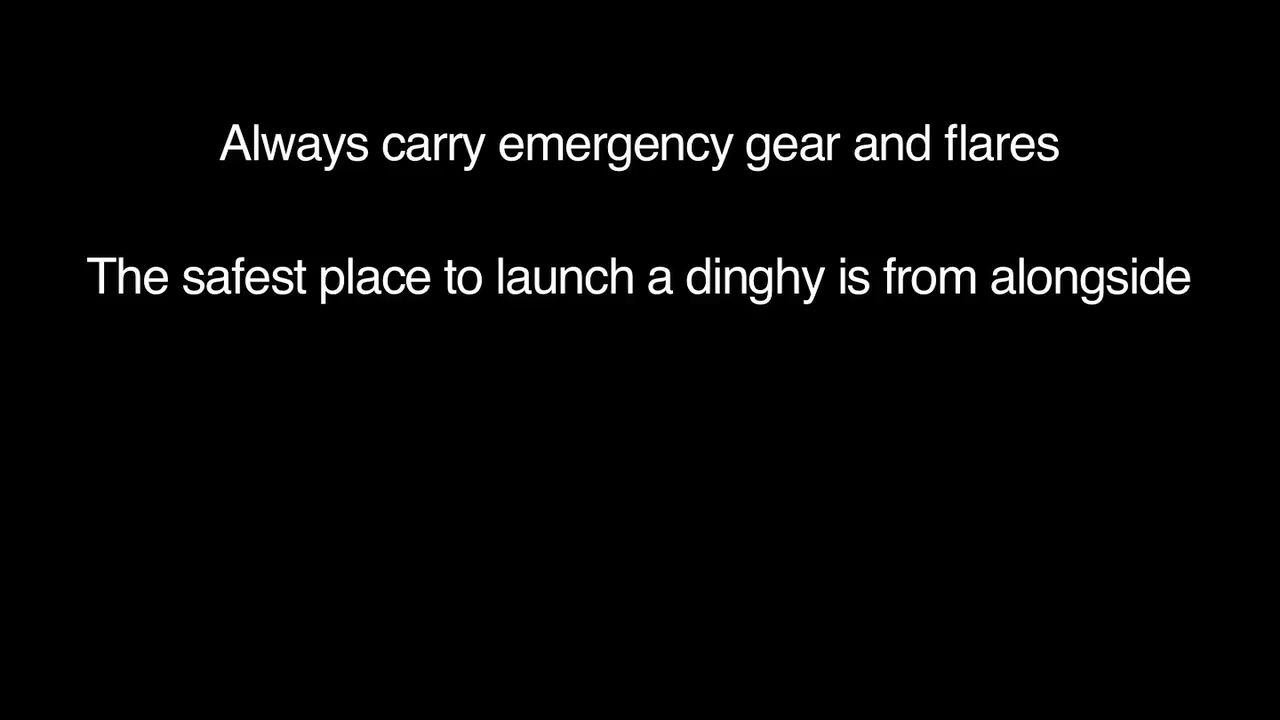 Always carry emergency gear and flares
The safest place to launch a dinghy is from alongside